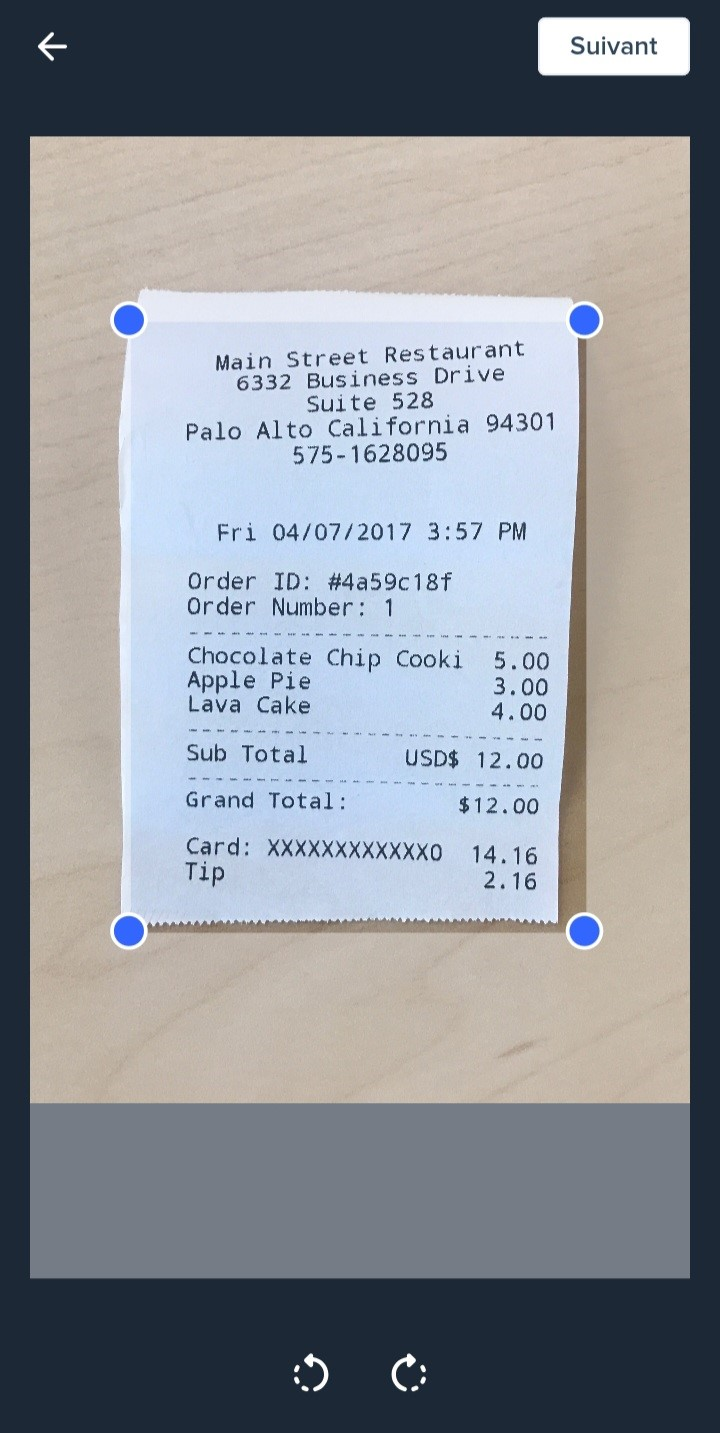 Suivant
Main Street Restaurant
6332 Business Drive
Suite 528
Palo Alto California 94301
575-1628095
Fri 04/07/2017 3:57 PM
Order ID: #4a59c18f
Order Number: 1
Chocolate Chip Cooki 5.00
Apple Pie 3.00
Lava Cake 4.00
Sub Total USD$ 12.00
Grand Total: $12.00
Card: XXXXXXXXXXXX0 14.16
Tip 2.16